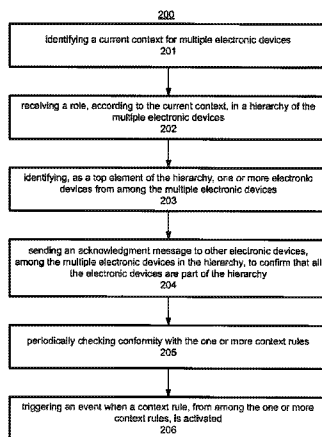 200
identifying a current context for multiple electronic devices
201
receiving a role, according to the current context, in a hierarchy of the
multiple electronic devices
202
identifying, as a top element of the hierarchy, one or more electronic
devices from among the multiple electronic devices
203
sending an acknowledgment message to other electronic devices,
among the multiple electronic devices in the hierarchy, to confirm that all
the electronic devices are part of the hierarchy
204
periodically checking conformity with the one or more context rules
205
triggering an event when a context rule, from among the one or more
context rules, is activated
206